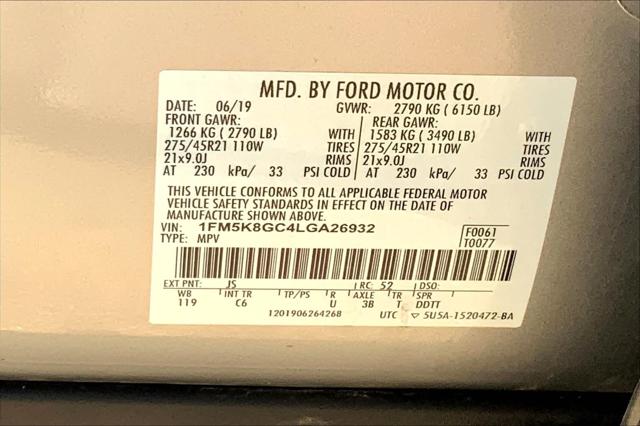 MFD. BY FORD MOTOR CO.
DATE: 06/19 GVWR: 2790 KG ( 6150 LB)
FRONT GAWR: REAR GAWR:
1266 KG ( 2790 LB) WITH 1583 KG ( 3490 LB) WITH
275/45R21 110W TIRES 275/45R21 110W TIRES
21x9.0J RIMS 21x9.0J RIMS
AT 230 kPa/ 33 PSI COLD AT 230 kPa/ 33 PSI COLD
THIS VEHICLE CONFORMS TO ALL APPLICABLE FEDERAL MOTOR
VEHICLE SAFETY STANDARDS IN EFFECT ON THE DATE OF
MANUFACTURE SHOWN ABOVE.
VIN: 1FM5K8GC4LGA26932 F0061
TYPE: MPV T0077
EXT PNT: JS RC: 52 DSO:
WB INT TR TP/PS R AXLE TR SPR
119 C6 U 3B T DDTT
1201906264268 UTC ▽ 5U5A-1520472-BA